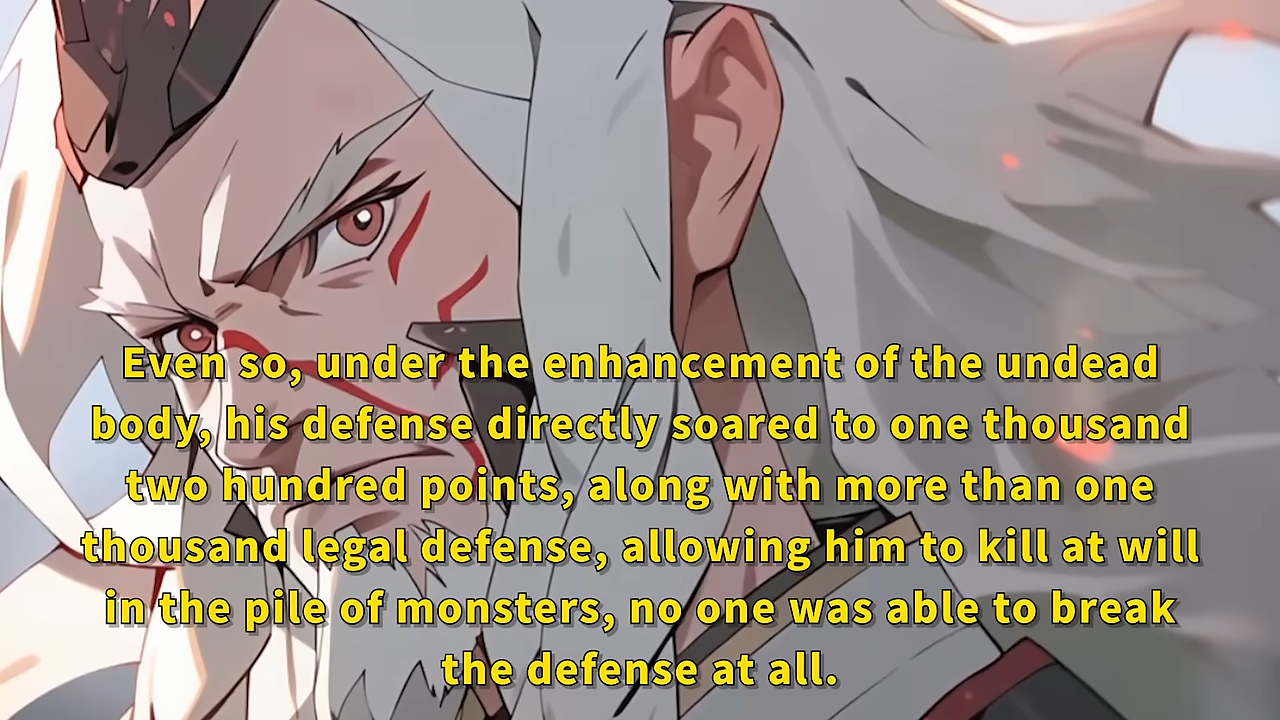 Even so, under the enhancement of the undead
body, his defense directly soared to one thousand
two hundred points, along with more than one
thousand legal defense, allowing him to kill at will
in the pile of monsters, no one was able to break
the defense at all.